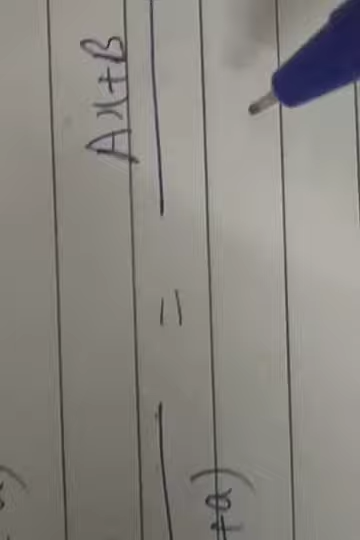 = Ax+B
+a)